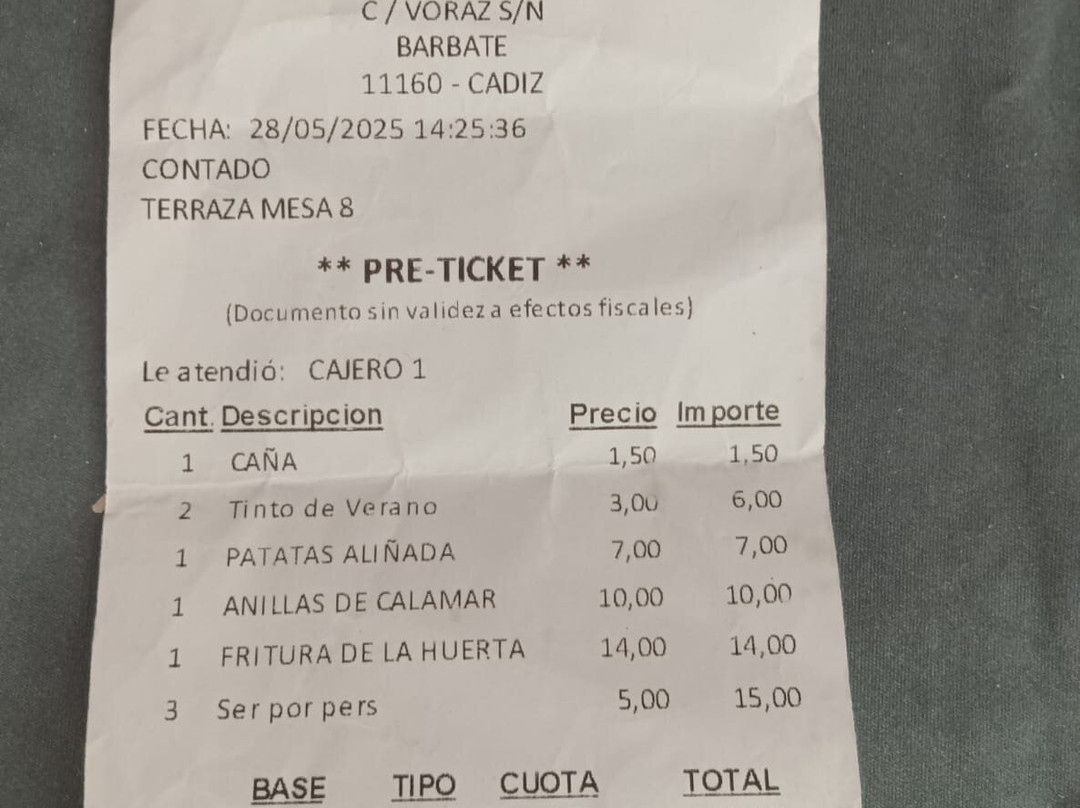 C / VORAZ S/N
BARBATE
11160 - CADIZ
FECHA: 28/05/2025 14:25:36
CONTADO
TERRAZA MESA 8
** PRE-TICKET **
(Documento sin validez a efectos fiscales)
Le atendió: CAJERO 1
Cant. Descripcion Precio Importe
1 CAÑA 1,50 1,50
2 Tinto de Verano 3,00 6,00
1 PATATAS ALIÑADA 7,00 7,00
1 ANILLAS DE CALAMAR 10,00 10,00
1 FRITURA DE LA HUERTA 14,00 14,00
3 Ser por pers 5,00 15,00
BASE TIPO CUOTA TOTAL